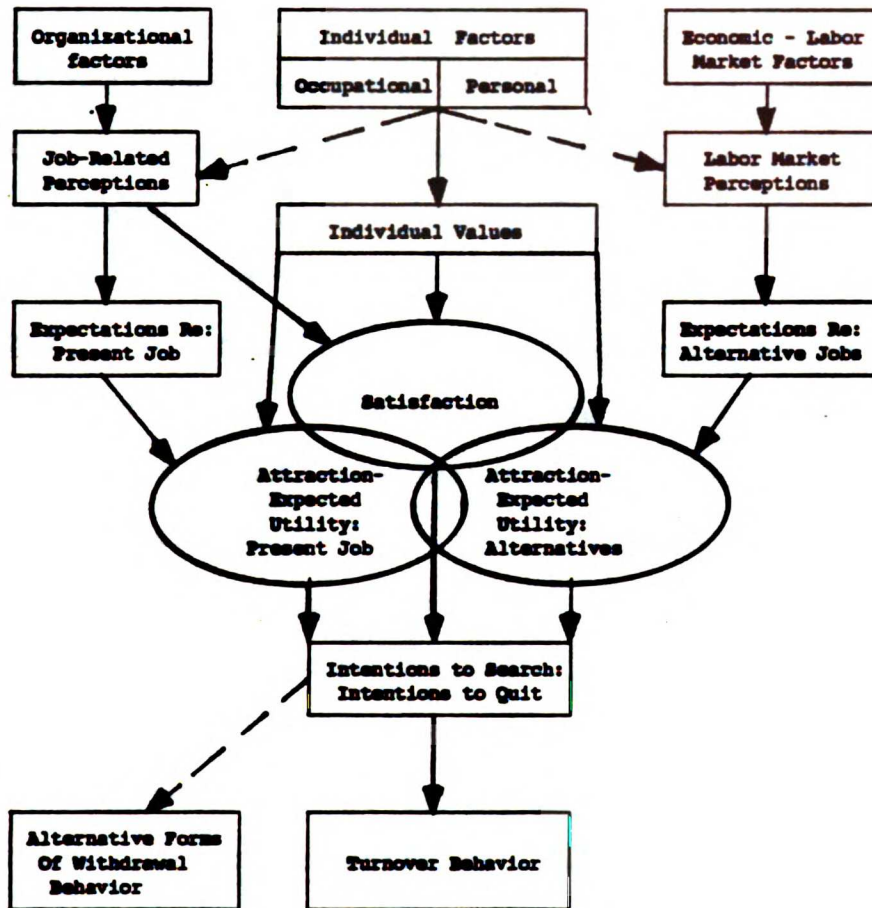 Organizational
factors
Individual Factors
Occupational
Personal
Economic - Labor
Market Factors
Job-Related
Perceptions
Labor Market
Perceptions
Individual Values
Expectations Re:
Present Job
Expectations Re:
Alternative Jobs
Satisfaction
Attraction-
Expected
Utility:
Present Job
Attraction-
Expected
Utility:
Alternatives
Intentions to Search:
Intentions to Quit
Alternative Forms
Of Withdrawal
Behavior
Turnover Behavior